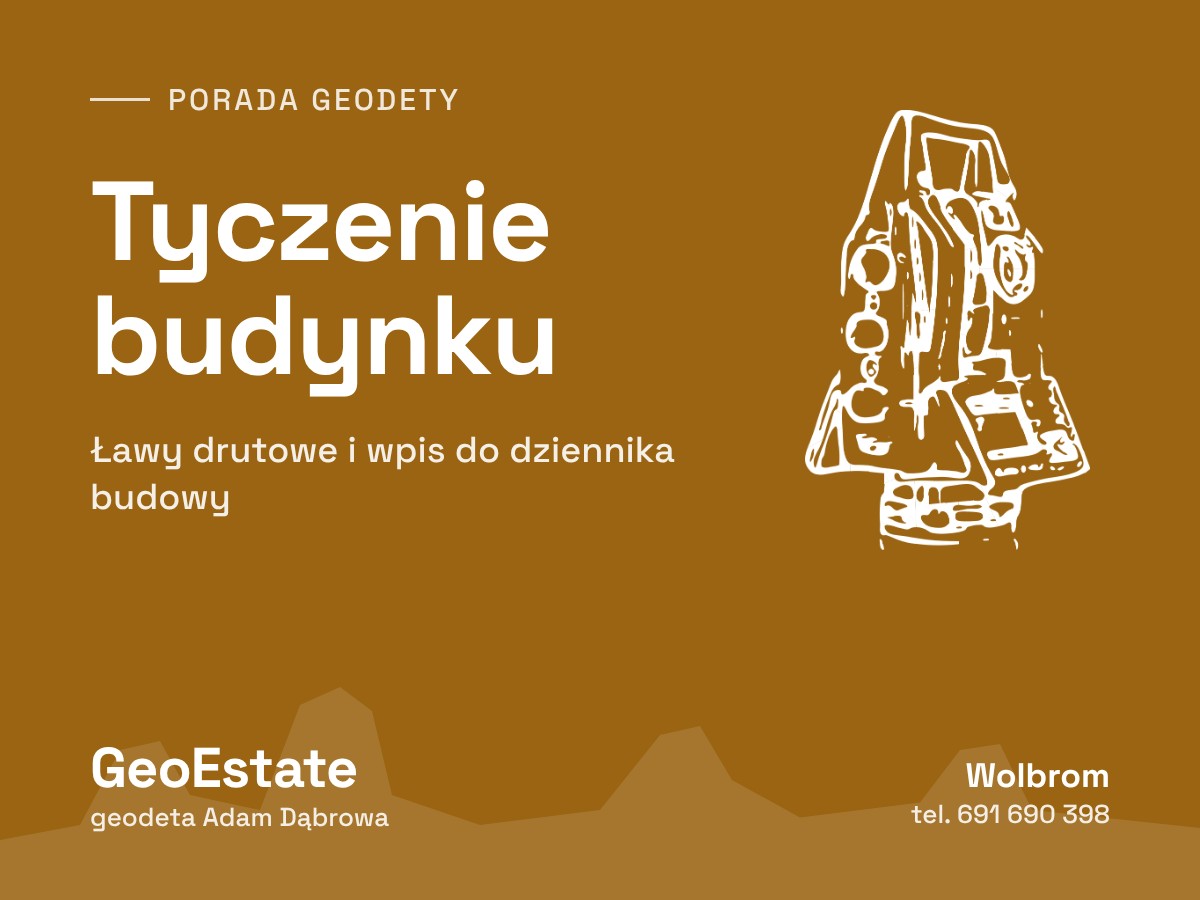 PORADA GEODETY
Tyczenie
budynku
Ławy drutowe i wpis do dziennika
budowy
GeoEstate
geodeta Adam Dąbrowa
Wolbrom
tel. 691 690 398